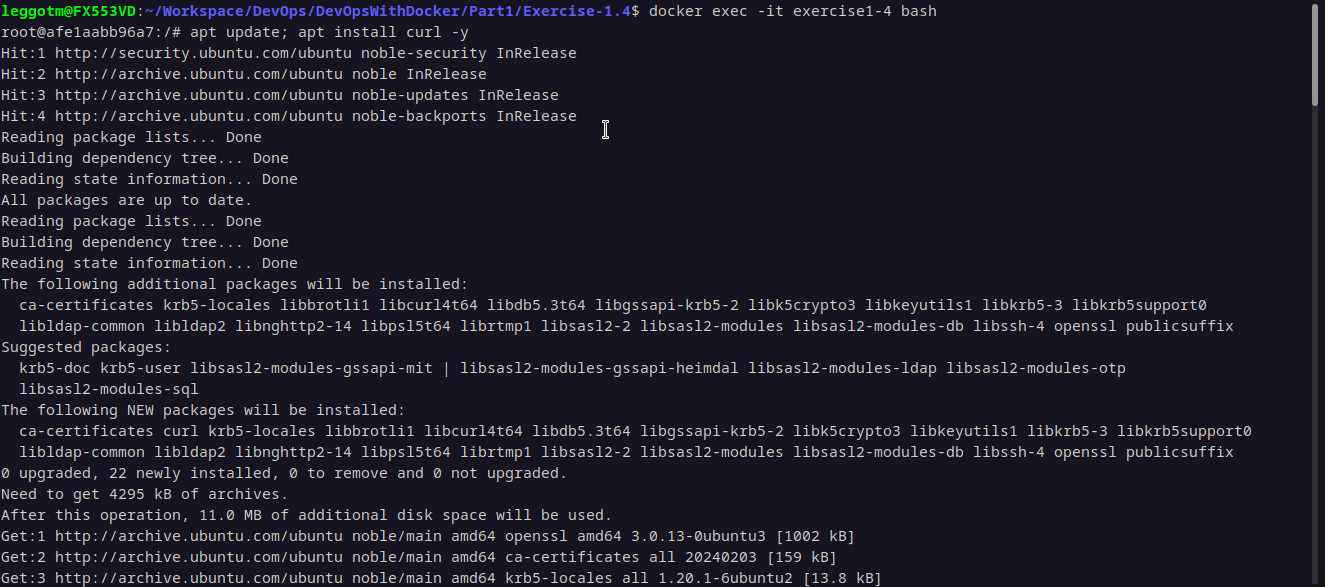 leggotm@FX553VD:~/Workspace/DevOps/DevOpsWithDocker/Part1/Exercise-1.4$ docker exec -it exercise1-4 bash
root@afe1aabb96a7:/# apt update; apt install curl -y
Hit:1 http://security.ubuntu.com/ubuntu noble-security InRelease
Hit:2 http://archive.ubuntu.com/ubuntu noble InRelease
Hit:3 http://archive.ubuntu.com/ubuntu noble-updates InRelease
Hit:4 http://archive.ubuntu.com/ubuntu noble-backports InRelease
Reading package lists... Done
Building dependency tree... Done
Reading state information... Done
All packages are up to date.
Reading package lists... Done
Building dependency tree... Done
Reading state information... Done
The following additional packages will be installed:
  ca-certificates krb5-locales libbrotli1 libcurl4t64 libdb5.3t64 libgssapi-krb5-2 libk5crypto3 libkeyutils1 libkrb5-3 libkrb5support0
  libldap-common libldap2 libnghttp2-14 libpsl5t64 librtmp1 libsasl2-2 libsasl2-modules libsasl2-modules-db libssh-4 openssl publicsuffix
Suggested packages:
  krb5-doc krb5-user libsasl2-modules-gssapi-mit | libsasl2-modules-gssapi-heimdal libsasl2-modules-ldap libsasl2-modules-otp
  libsasl2-modules-sql
The following NEW packages will be installed:
  ca-certificates curl krb5-locales libbrotli1 libcurl4t64 libdb5.3t64 libgssapi-krb5-2 libk5crypto3 libkeyutils1 libkrb5-3 libkrb5support0
  libldap-common libldap2 libnghttp2-14 libpsl5t64 librtmp1 libsasl2-2 libsasl2-modules libsasl2-modules-db libssh-4 openssl publicsuffix
0 upgraded, 22 newly installed, 0 to remove and 0 not upgraded.
Need to get 4295 kB of archives.
After this operation, 11.0 MB of additional disk space will be used.
Get:1 http://archive.ubuntu.com/ubuntu noble/main amd64 openssl amd64 3.0.13-0ubuntu3 [1002 kB]
Get:2 http://archive.ubuntu.com/ubuntu noble/main amd64 ca-certificates all 20240203 [159 kB]
Get:3 http://archive.ubuntu.com/ubuntu noble/main amd64 krb5-locales all 1.20.1-6ubuntu2 [13.8 kB]